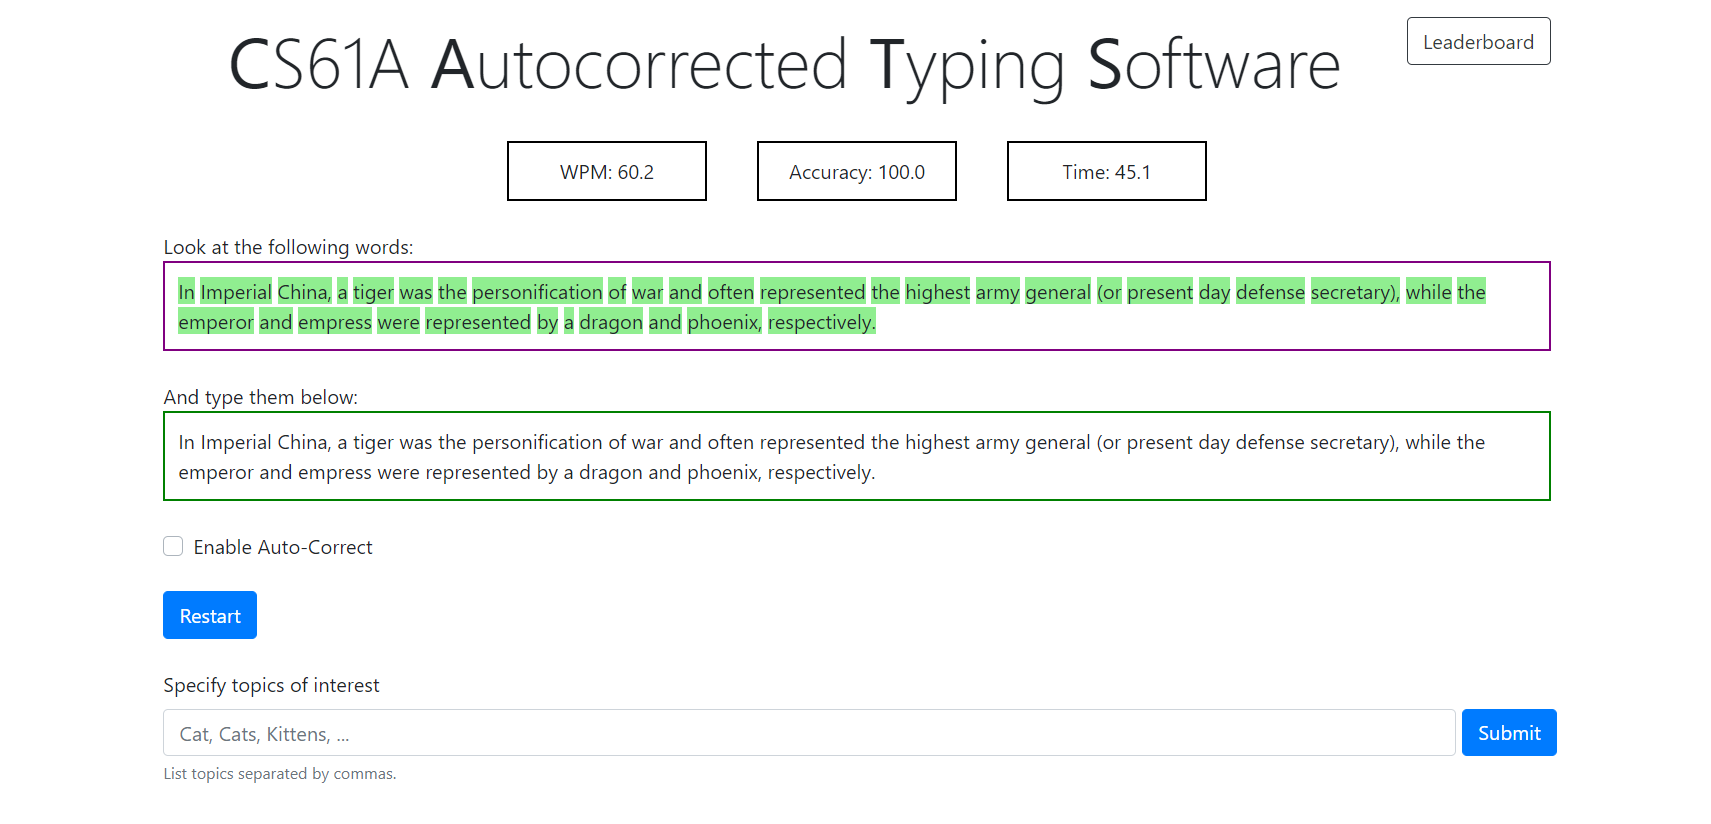 CS61A Autocorrected Typing Software
Leaderboard
WPM: 60.2
Accuracy: 100.0
Time: 45.1
Look at the following words:
In Imperial China, a tiger was the personification of war and often represented the highest army general (or present day defense secretary), while the
emperor and empress were represented by a dragon and phoenix, respectively.
And type them below:
In Imperial China, a tiger was the personification of war and often represented the highest army general (or present day defense secretary), while the
emperor and empress were represented by a dragon and phoenix, respectively.
Enable Auto-Correct
Restart
Specify topics of interest
Cat, Cats, Kittens, ...
Submit
List topics separated by commas.